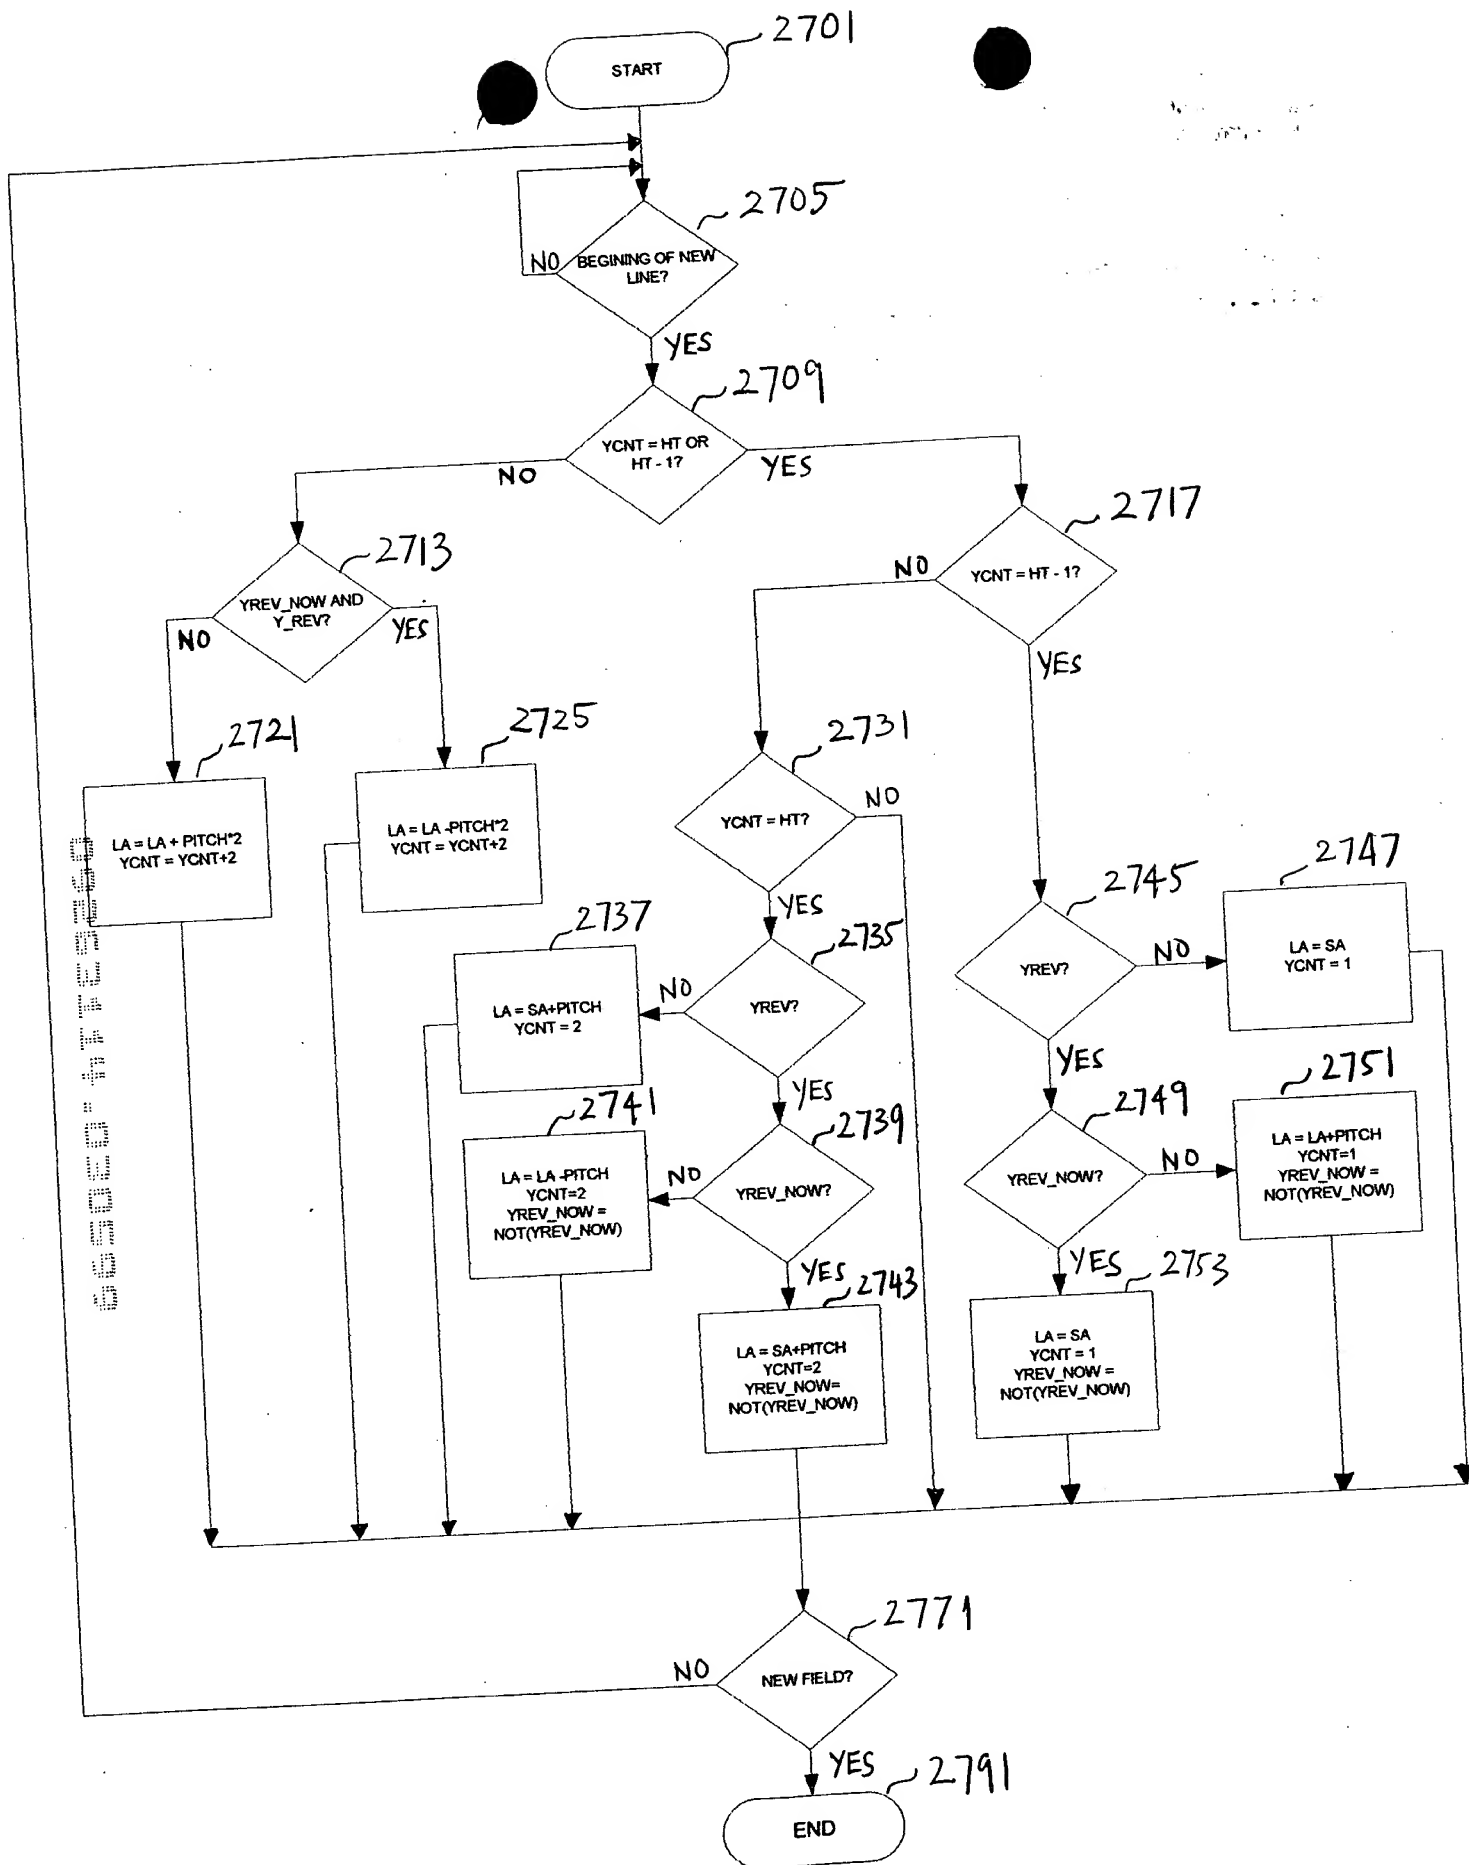 2701
START
2705
BEGINING OF NEW
LINE?
NO
YES
2709
YCNT = HT OR
HT - 1?
NO
YES
2717
YCNT = HT - 1?
NO
YES
2713
YREV_NOW AND
Y_REV?
NO
YES
2721
LA = LA + PITCH*2
YCNT = YCNT+2
2725
LA = LA -PITCH*2
YCNT = YCNT+2
2731
YCNT = HT?
NO
YES
2735
YREV?
NO
YES
2737
LA = SA+PITCH
YCNT = 2
2739
YREV_NOW?
NO
YES
2741
LA = LA -PITCH
YCNT=2
YREV_NOW =
NOT(YREV_NOW)
2743
LA = SA+PITCH
YCNT=2
YREV_NOW=
NOT(YREV_NOW)
2745
YREV?
NO
YES
2747
LA = SA
YCNT = 1
2749
YREV_NOW?
NO
YES
2751
LA = LA+PITCH
YCNT=1
YREV_NOW =
NOT(YREV_NOW)
2753
LA = SA
YCNT = 1
YREV_NOW =
NOT(YREV_NOW)
2771
NEW FIELD?
NO
YES
2791
END